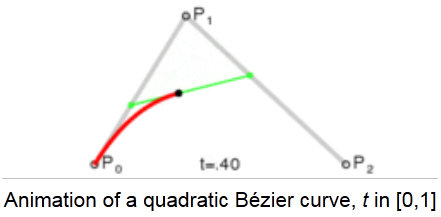 P1
P0
t=.40
P2
Animation of a quadratic Bézier curve, t in [0,1]